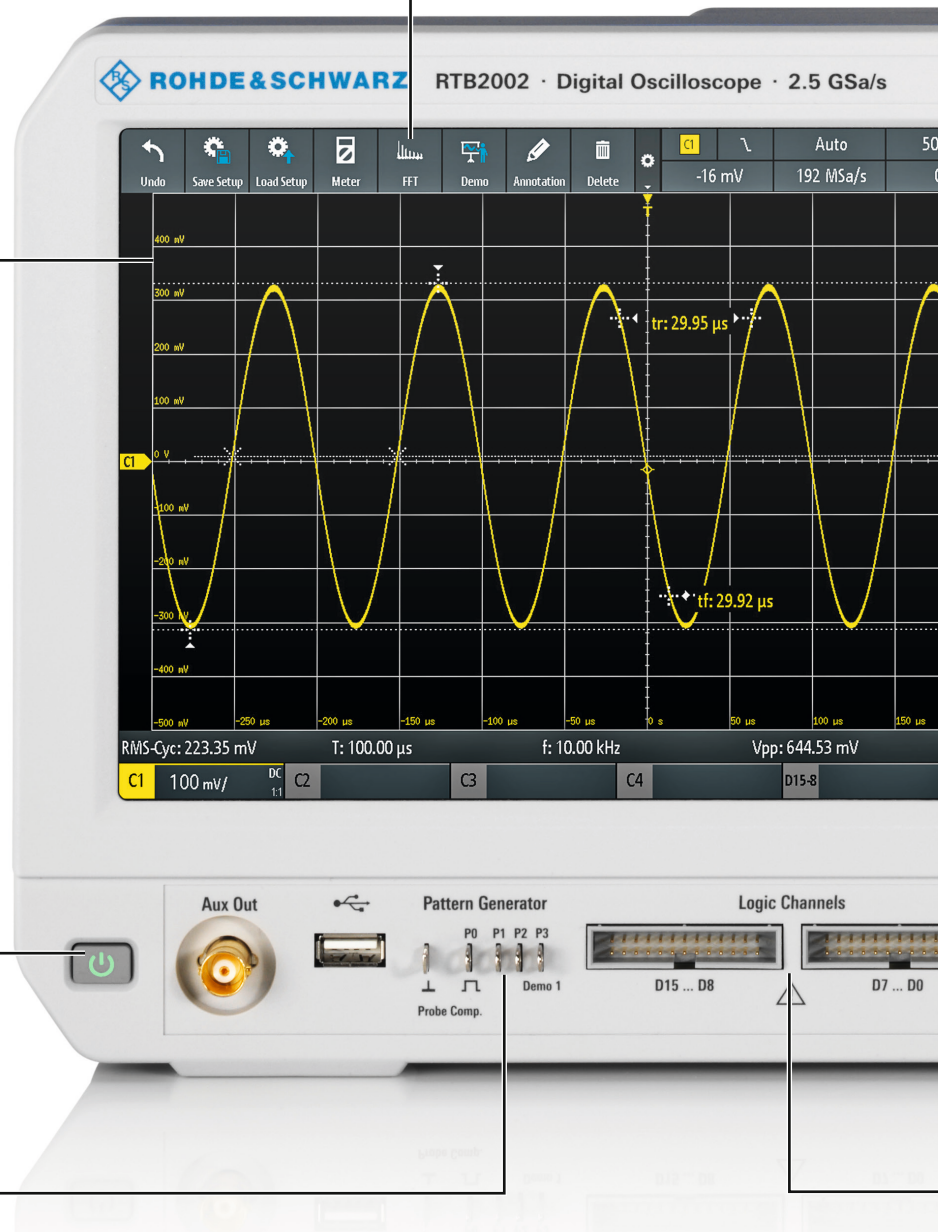 ROHDE&SCHWARZ RTB2002 · Digital Oscilloscope · 2.5 GSa/s
C1 Auto 50
Undo Save Setup Load Setup Meter FFT Demo Annotation Delete -16 mV 192 MSa/s
T
400 mV
300 mV
tr: 29.95 µs
200 mV
100 mV
C1 0 V
-100 mV
-200 mV
tf: 29.92 µs
-300 mV
-400 mV
-500 mV -250 µs -200 µs -150 µs -100 µs -50 µs 0 s 50 µs 100 µs 150 µs
RMS-Cyc: 223.35 mV T: 100.00 µs f: 10.00 kHz Vpp: 644.53 mV
C1 100 mV/ DC 1:1 C2 C3 C4 D15-8
Aux Out Pattern Generator Logic Channels
P0 P1 P2 P3
Demo 1 D15 ... D8 D7 ... D0
Probe Comp.